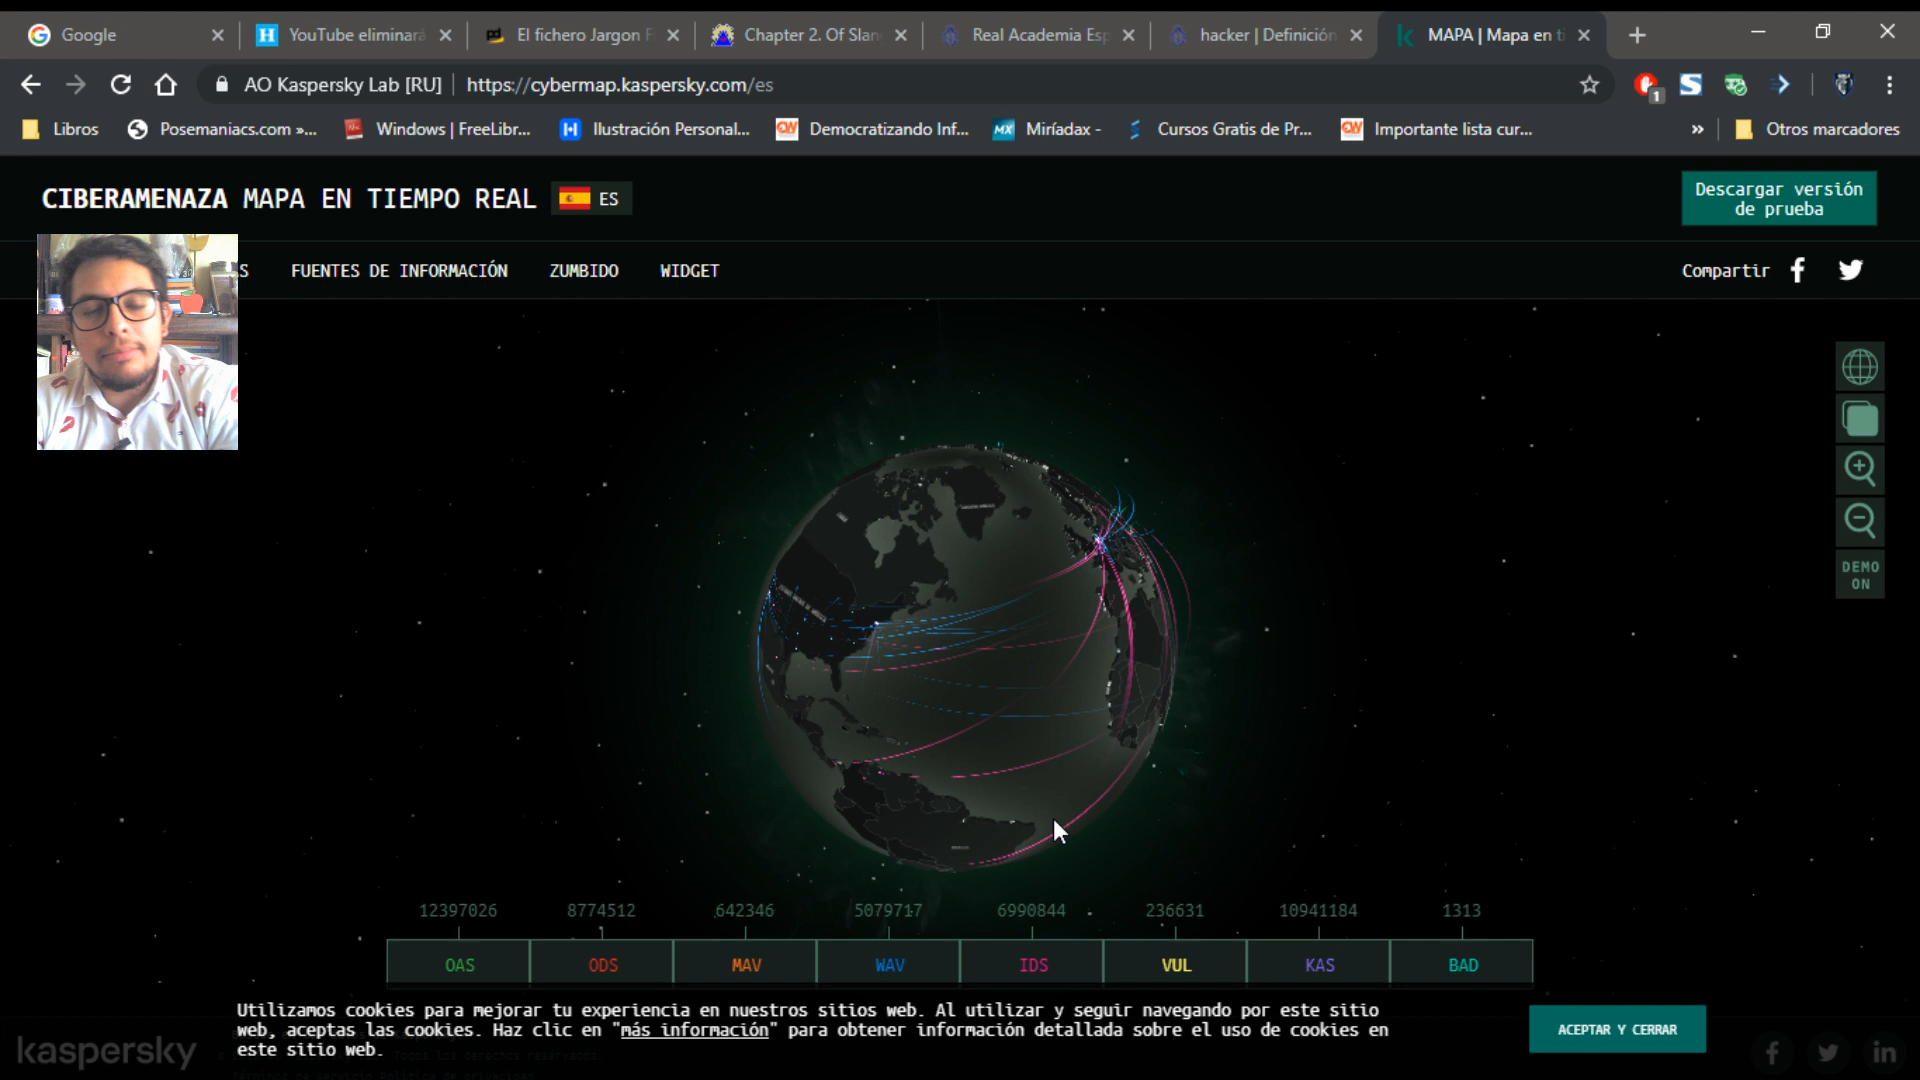 Google
YouTube eliminará
El fichero Jargon F
Chapter 2. Of Slan
Real Academia Esp
hacker | Definición
MAPA | Mapa en ti
AO Kaspersky Lab [RU]
https://cybermap.kaspersky.com/es
1
Libros
Posemaniacs.com »...
Windows | FreeLibr...
Ilustración Personal...
Democratizando Inf...
Miríadax -
Cursos Gratis de Pr...
Importante lista cur...
»
Otros marcadores
CIBERAMENAZA MAPA EN TIEMPO REAL
ES
Descargar versión
de prueba
S
FUENTES DE INFORMACIÓN
ZUMBIDO
WIDGET
Compartir
DEMO
ON
12397026
8774512
642346
5079717
6990844
236631
10941184
1313
OAS
ODS
MAV
WAV
IDS
VUL
KAS
BAD
Utilizamos cookies para mejorar tu experiencia en nuestros sitios web. Al utilizar y seguir navegando por este sitio
web, aceptas las cookies. Haz clic en "más información" para obtener información detallada sobre el uso de cookies en
este sitio web.
ACEPTAR Y CERRAR
kaspersky